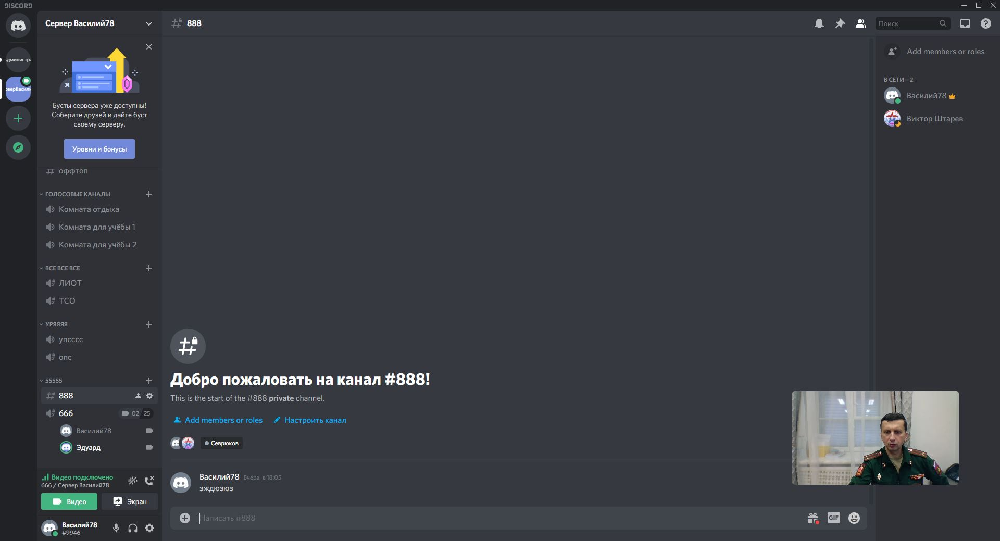 DISCORD
Сервер Василий78
888
Поиск
Бусты сервера уже доступны!
Соберите друзей и дайте буст
своему серверу.
Уровни и бонусы
оффтоп
ГОЛОСОВЫЕ КАНАЛЫ
Комната отдыха
Комната для учёбы 1
Комната для учёбы 2
ВСЕ ВСЕ ВСЕ
ЛИОТ
ТСО
УРЯЯЯЯ
упсссс
опс
55555
888
666
02 25
Василий78
Эдуард
Видео подключено
666 / Сервер Василий78
Видео
Экран
Василий78
#9946
Добро пожаловать на канал #888!
This is the start of the #888 private channel.
Add members or roles
Настроить канал
Севрюков
Василий78 Вчера, в 18:05
зждюзюз
Написать #888
GIF
Add members or roles
В СЕТИ—2
Василий78
Виктор Штарев